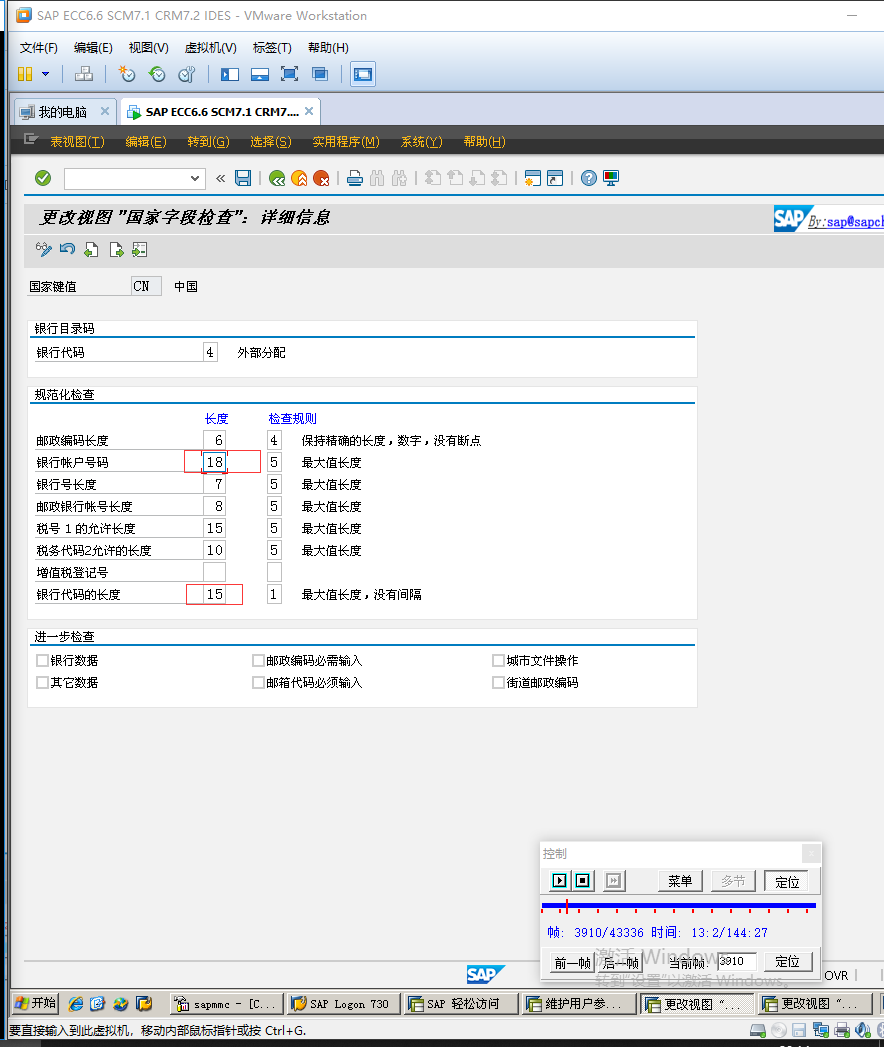 SAP ECC6.6 SCM7.1 CRM7.2 IDES - VMware Workstation
文件(F) 编辑(E) 视图(V) 虚拟机(V) 标签(T) 帮助(H)
我的电脑 SAP ECC6.6 SCM7.1 CRM7....
表视图(T) 编辑(E) 转到(G) 选择(S) 实用程序(M) 系统(Y) 帮助(H)
更改视图 "国家字段检查": 详细信息
SAP By:sap@sapch
国家键值 CN 中国
银行目录码
银行代码 4 外部分配
规范化检查
长度 检查规则
邮政编码长度 6 4 保持精确的长度，数字，没有断点
银行帐户号码 18 5 最大值长度
银行号长度 7 5 最大值长度
邮政银行帐号长度 8 5 最大值长度
税号 1 的允许长度 15 5 最大值长度
税务代码2允许的长度 10 5 最大值长度
增值税登记号
银行代码的长度 15 1 最大值长度，没有间隔
进一步检查
银行数据 邮政编码必需输入 城市文件操作
其它数据 邮箱代码必须输入 街道邮政编码
控制
菜单 多节 定位
帧: 3910/43336 时间: 13:2/144:27
激活 Window
前一帧 后一帧 当前帧: 3910 定位
转到"设置"以激活 Windows。
SAP OVR
开始 sapmmc - [C... SAP Logon 730 SAP 轻松访问 维护用户参... 更改视图 “... 更改视图 “...
要直接输入到此虚拟机，移动内部鼠标指针或按 Ctrl+G.